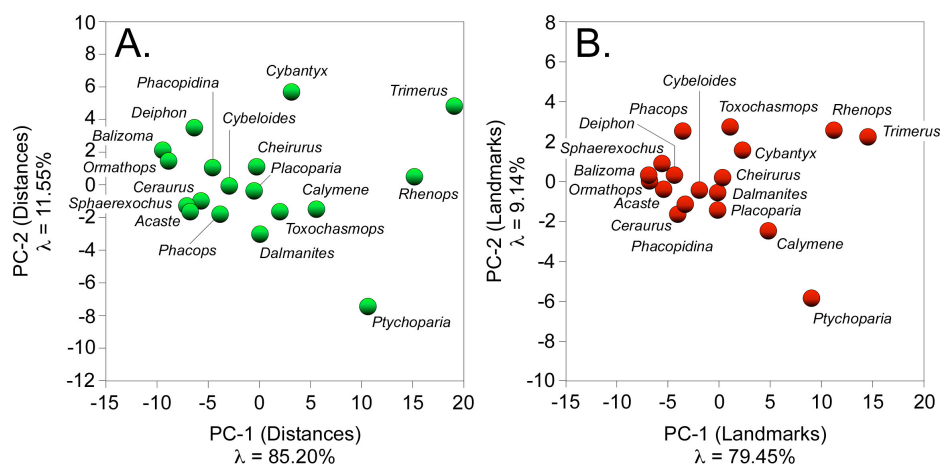 A.
10
8
6
4
2
0
-2
-4
-6
-8
-10
-12
PC-2 (Distances)
λ = 11.55%
Cybantyx
Trimerus
Phacopidina
Deiphon
Cybeloides
Balizoma
Cheirurus
Ornathops
Placoparia
Ceraurus
Calymene
Rhenops
Sphaerexochus
Acaste
Toxochasmops
Phacops
Dalmanites
Ptychoparia
-15 -10 -5 0 5 10 15 20
PC-1 (Distances)
λ = 85.20%
B.
8
6
4
2
0
-2
-4
-6
-8
-10
PC-2 (Landmarks)
λ = 9.14%
Cybeloides
Phacops
Toxochasmops
Rhenops
Deiphon
Trimerus
Sphaerexochus
Cybantyx
Balizoma
Cheirurus
Ornathops
Dalmanites
Acaste
Placoparia
Ceraurus
Phacopidina
Calymene
Ptychoparia
-15 -10 -5 0 5 10 15 20
PC-1 (Landmarks)
λ = 79.45%